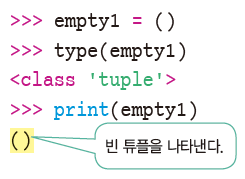 >>> empty1 = ()
>>> type(empty1)
<class 'tuple'>
>>> print(empty1)
()
빈 튜플을 나타낸다.